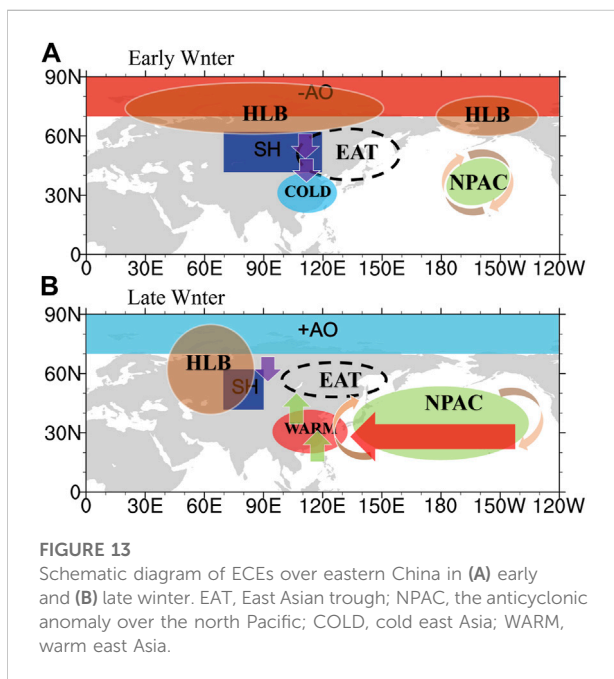 A
Early Wnter
90N
-AO
HLB
HLB
60N
SH
EAT
COLD
NPAC
30N
0
0 30E 60E 90E 120E 150E 180 150W 120W
B
Late Wnter
90N
+AO
HLB
60N
SH
EAT
NPAC
WARM
30N
0
0 30E 60E 90E 120E 150E 180 150W 120W
FIGURE 13
Schematic diagram of ECEs over eastern China in (A) early
and (B) late winter. EAT, East Asian trough; NPAC, the anticyclonic
anomaly over the north Pacific; COLD, cold east Asia; WARM,
warm east Asia.